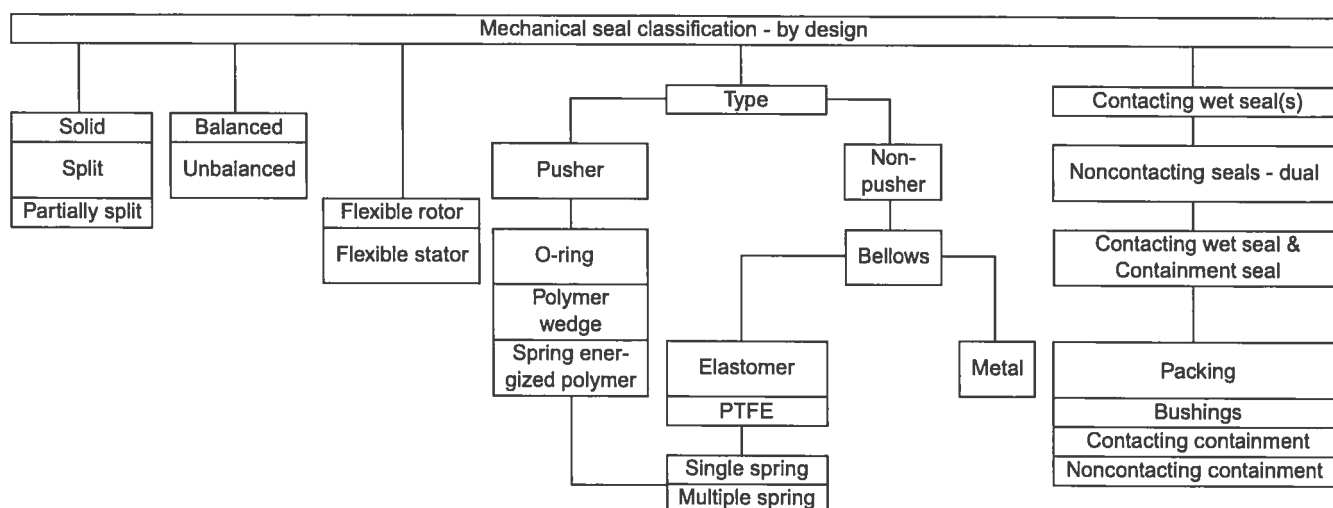 Mechanical seal classification - by design
Solid
Split
Partially split
Balanced
Unbalanced
Flexible rotor
Flexible stator
Type
Pusher
O-ring
Polymer
wedge
Spring ener-
gized polymer
Non-
pusher
Bellows
Elastomer
PTFE
Metal
Single spring
Multiple spring
Contacting wet seal(s)
Noncontacting seals - dual
Contacting wet seal &
Containment seal
Packing
Bushings
Contacting containment
Noncontacting containment